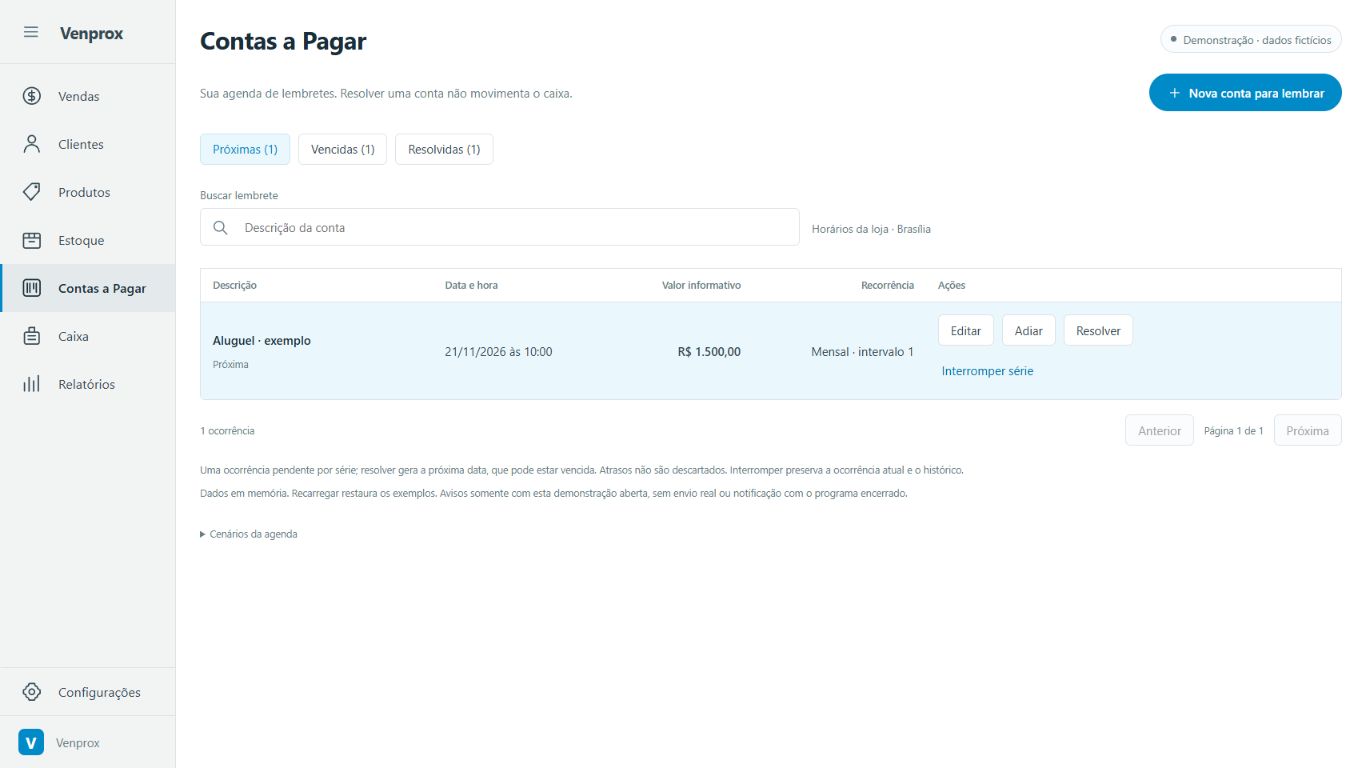 Venprox
Vendas
Clientes
Produtos
Estoque
Contas a Pagar
Caixa
Relatórios
Configurações
V Venprox
Contas a Pagar
Demonstração · dados fictícios
Sua agenda de lembretes. Resolver uma conta não movimenta o caixa.
+ Nova conta para lembrar
Próximas (1) Vencidas (1) Resolvidas (1)
Buscar lembrete
Descrição da conta
Horários da loja · Brasília
Descrição Data e hora Valor informativo Recorrência Ações
Aluguel · exemplo
Próxima
21/11/2026 às 10:00
R$ 1.500,00
Mensal · intervalo 1
Editar Adiar Resolver
Interromper série
1 ocorrência
Anterior Página 1 de 1 Próxima
Uma ocorrência pendente por série; resolver gera a próxima data, que pode estar vencida. Atrasos não são descartados. Interromper preserva a ocorrência atual e o histórico.
Dados em memória. Recarregar restaura os exemplos. Avisos somente com esta demonstração aberta, sem envio real ou notificação com o programa encerrado.
Cenários da agenda